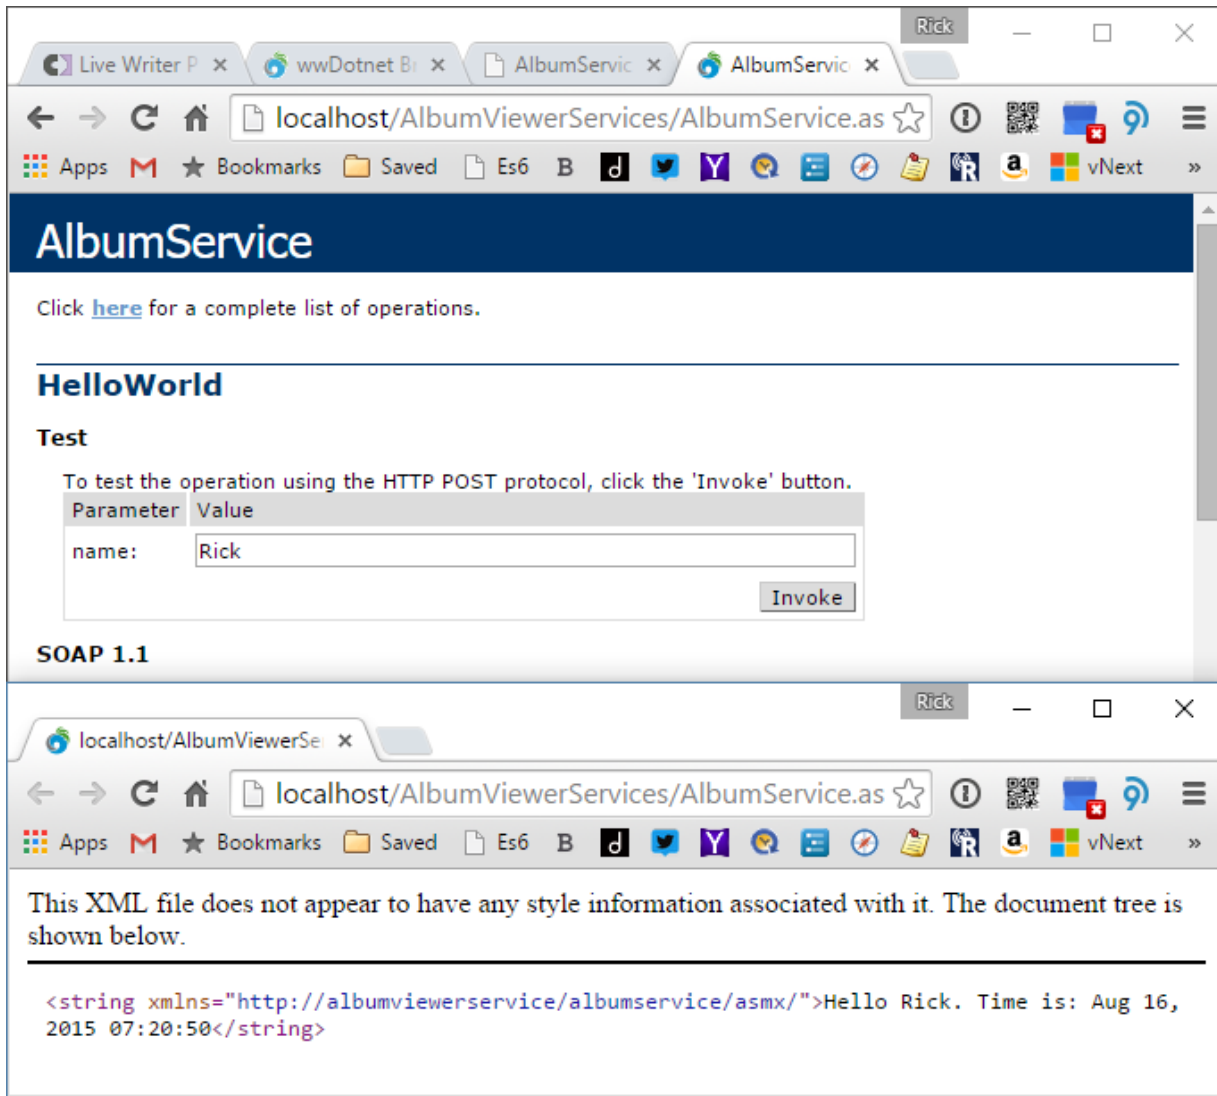 Rick
Live Writer P
wwDotnet B
AlbumServic
AlbumServic
localhost/AlbumViewerServices/AlbumService.as
Apps
Bookmarks
Saved
Es6
B
vNext
»
AlbumService
Click here for a complete list of operations.
HelloWorld
Test
To test the operation using the HTTP POST protocol, click the 'Invoke' button.
Parameter Value
name: Rick
Invoke
SOAP 1.1
Rick
localhost/AlbumViewerSe
localhost/AlbumViewerServices/AlbumService.as
Apps
Bookmarks
Saved
Es6
B
vNext
»
This XML file does not appear to have any style information associated with it. The document tree is
shown below.
<string xmlns="http://albumviewerservice/albumservice/asmx/">Hello Rick. Time is: Aug 16,
2015 07:20:50</string>